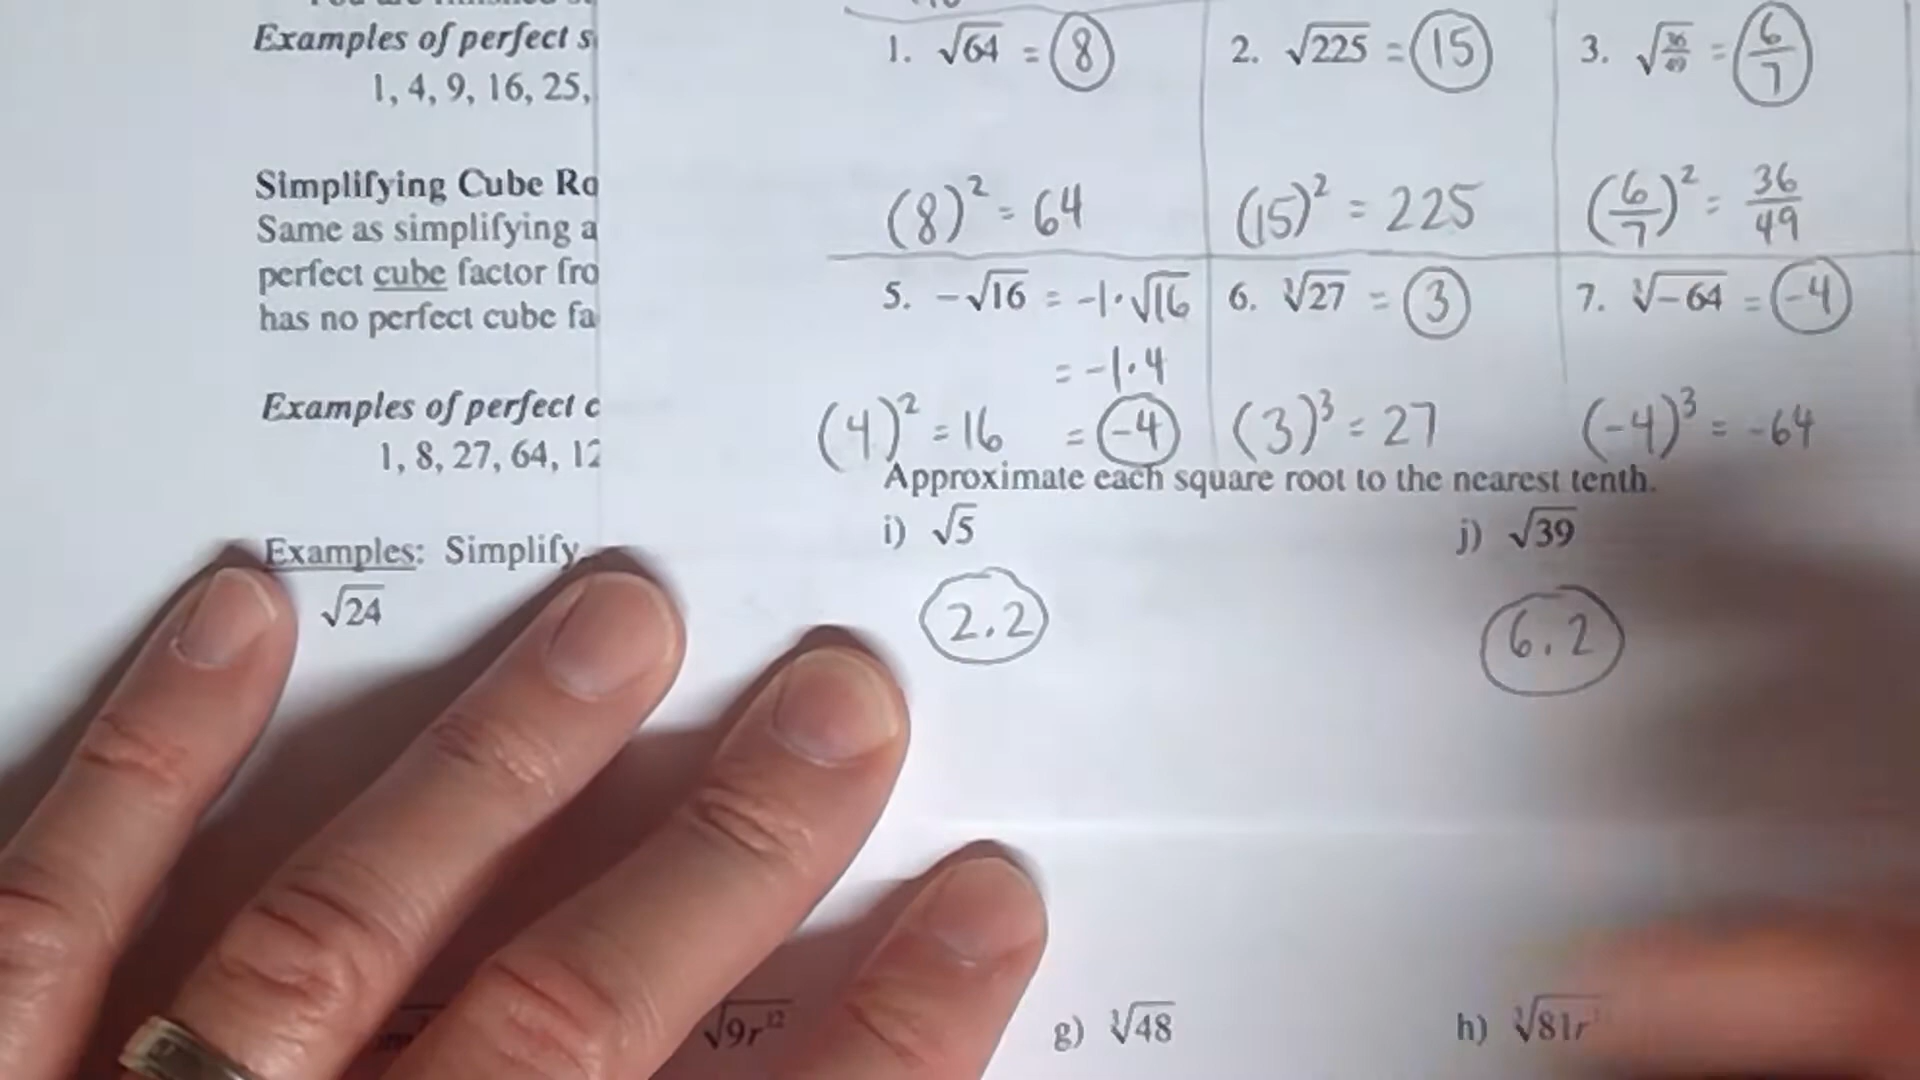 Examples of perfect s
1, 4, 9, 16, 25,
Simplifying Cube Ro
Same as simplifying a
perfect cube factor fro
has no perfect cube fa
Examples of perfect c
1, 8, 27, 64, 12
Examples: Simplify
√24
√9r¹²
1. √64 = 8
(8)² = 64
2. √225 = 15
(15)² = 225
3. √36/49 = 6/7
(6/7)² = 36/49
5. -√16 = -1·√16
= -1·4
(4)² = 16 = -4
6. ∛27 = 3
(3)³ = 27
7. ∛-64 = -4
(-4)³ = -64
Approximate each square root to the nearest tenth.
i) √5
2.2
j) √39
6.2
g) ∛48
h) ∛81r